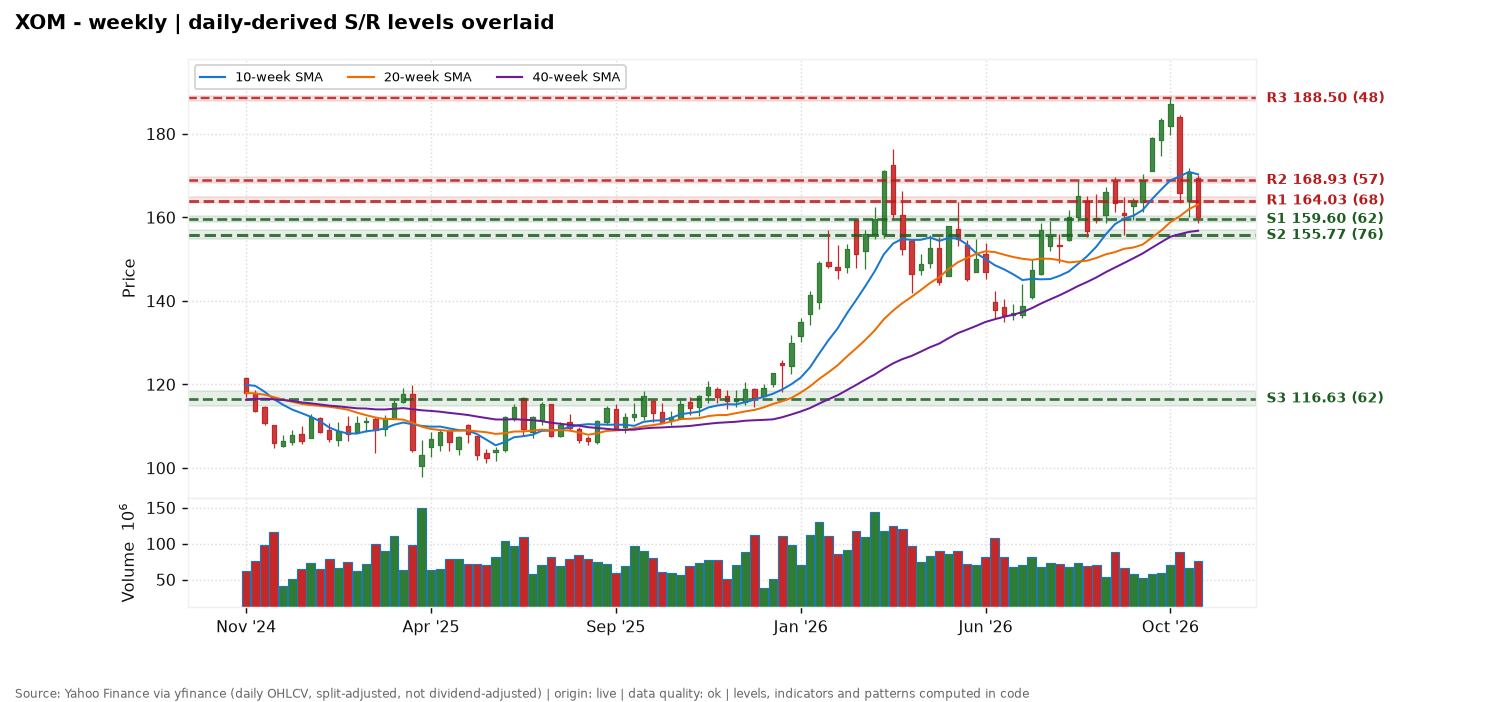 XOM - weekly | daily-derived S/R levels overlaid
10-week SMA 20-week SMA 40-week SMA
R3 188.50 (48)
180
R2 168.93 (57)
R1 164.03 (68)
160
S1 159.60 (62)
S2 155.77 (76)
Price
140
120
S3 116.63 (62)
100
150
100
50
Volume 10⁶
Nov '24 Apr '25 Sep '25 Jan '26 Jun '26 Oct '26
Source: Yahoo Finance via yfinance (daily OHLCV, split-adjusted, not dividend-adjusted) | origin: live | data quality: ok | levels, indicators and patterns computed in code